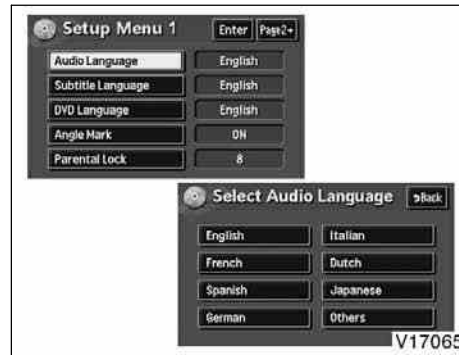 Setup Menu 1 Enter Page2→
Audio Language English
Subtitle Language English
DVD Language English
Angle Mark ON
Parental Lock 8
Select Audio Language Back
English Italian
French Dutch
Spanish Japanese
German Others
V17065